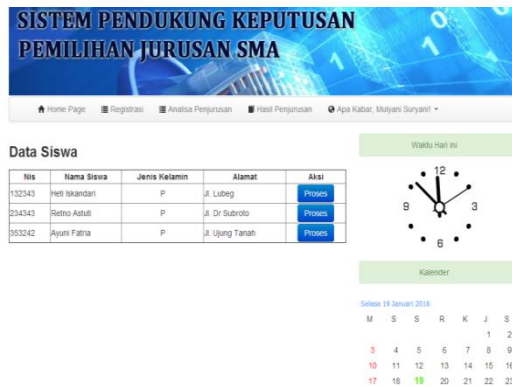 SISTEM PENDUKUNG KEPUTUSAN
PEMILIHAN JURUSAN SMA
Home Page Registrasi Analisa Penjurusan Hasil Penjurusan Apa Kabar, Mulyani Suryani!
Data Siswa
Nis Nama Siswa Jenis Kelamin Alamat Aksi
132343 Heti Iskandari P Jl. Lubeg Proses
234343 Retno Astuti P Jl. Dr Subroto Proses
353242 Ayuni Fatria P Jl. Ujung Tanah Proses
Waktu Hari ini
12
9 3
6
Kalender
Selasa 19 Januari 2016
M S S R K J S
1 2
3 4 5 6 7 8 9
10 11 12 13 14 15 16
17 18 19 20 21 22 23